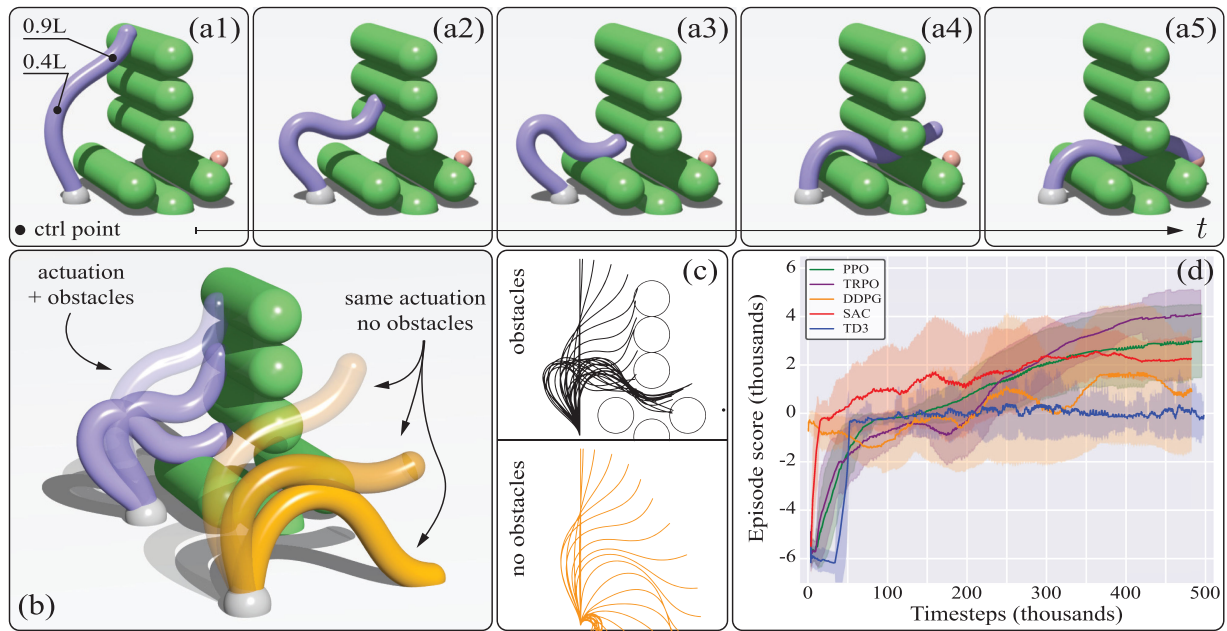 (a1)
0.9L
0.4L
ctrl point
(a2)
(a3)
(a4)
(a5)
t
actuation
+ obstacles
same actuation
no obstacles
(b)
(c)
obstacles
no obstacles
(d)
PPO
TRPO
DDPG
SAC
TD3
Episode score (thousands)
6
4
2
0
-2
-4
-6
0
100
200
300
400
500
Timesteps (thousands)